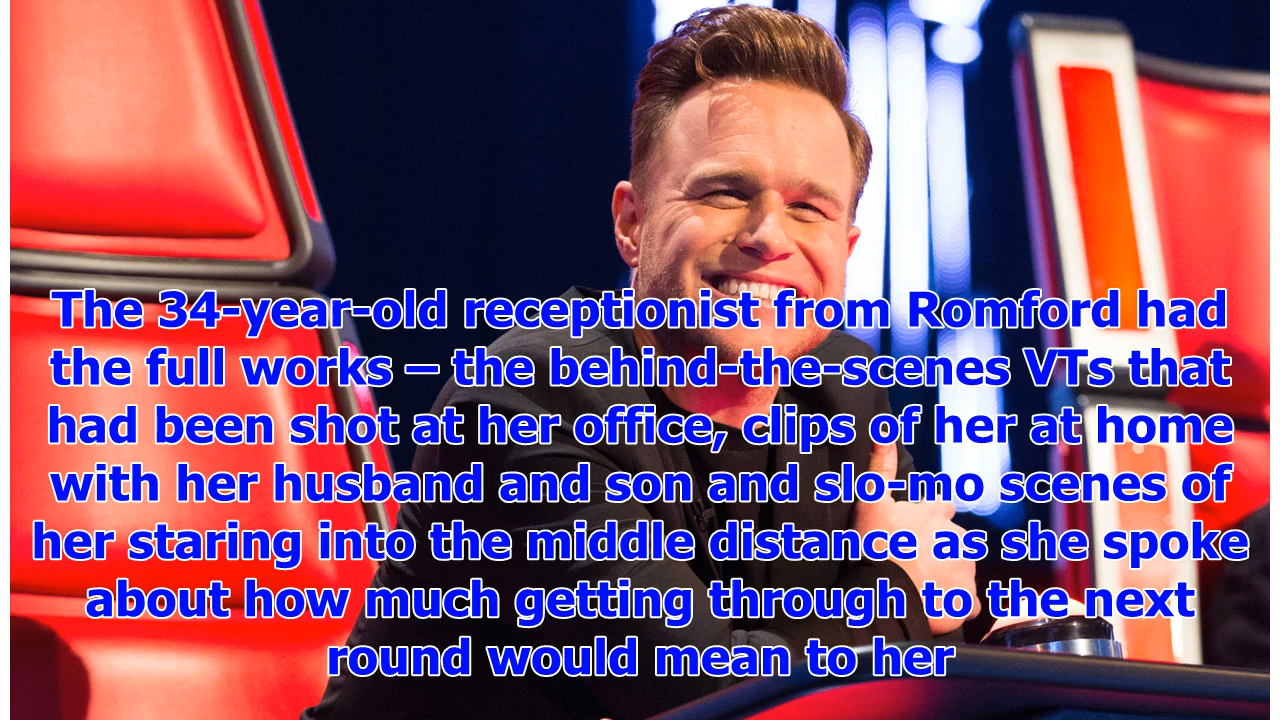 The 34-year-old receptionist from Romford had
the full works – the behind-the-scenes VTs that
had been shot at her office, clips of her at home
with her husband and son and slo-mo scenes of
her staring into the middle distance as she spoke
about how much getting through to the next
round would mean to her